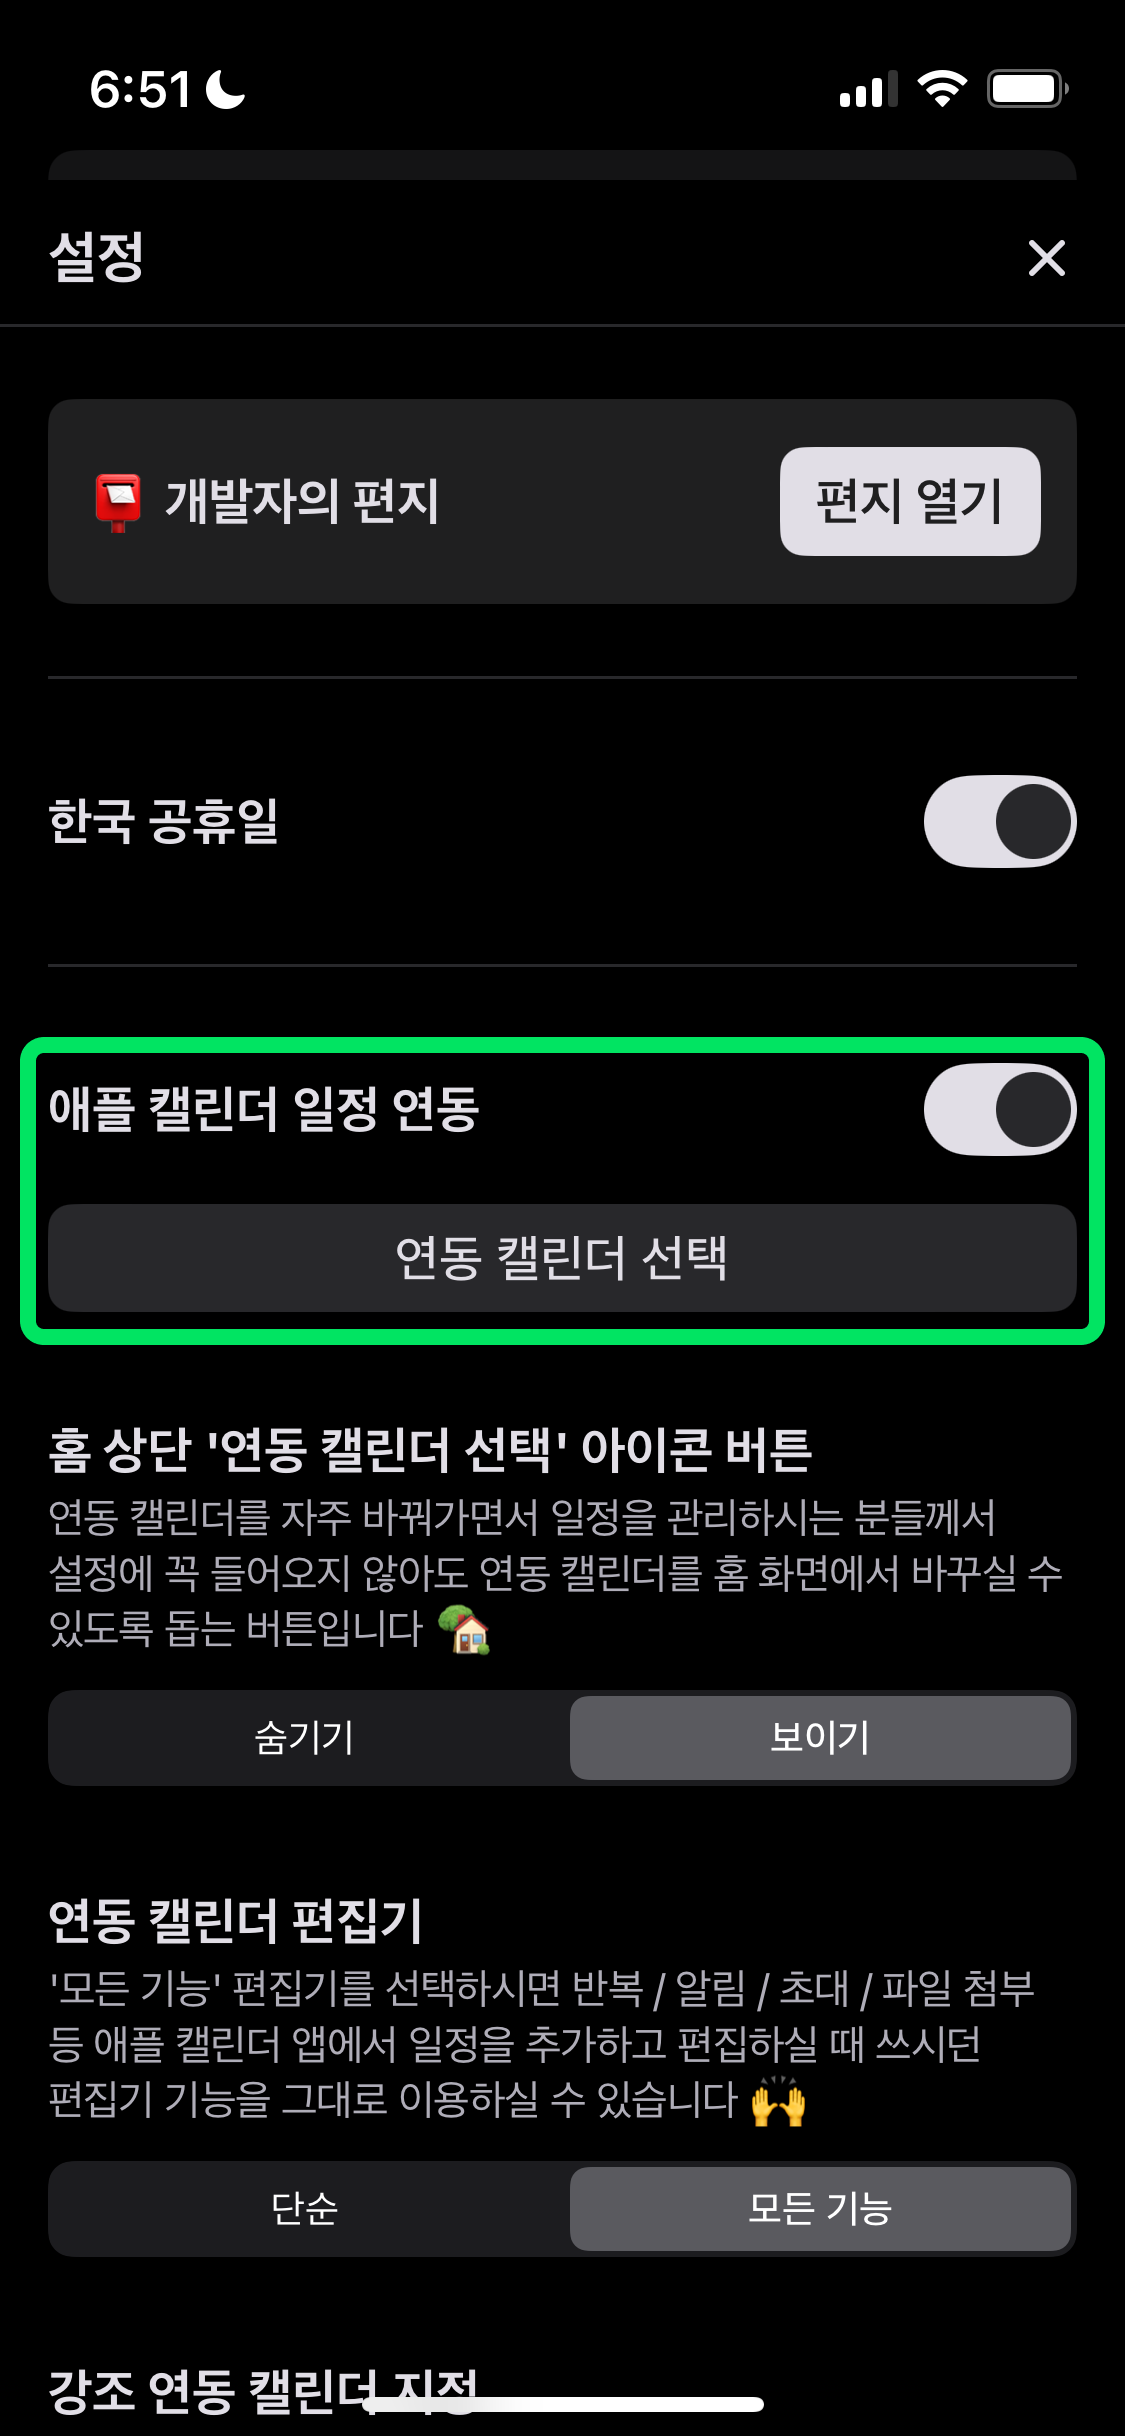 6:51
설정
개발자의 편지
편지 열기
한국 공휴일
애플 캘린더 일정 연동
연동 캘린더 선택
홈 상단 '연동 캘린더 선택' 아이콘 버튼
연동 캘린더를 자주 바꿔가면서 일정을 관리하시는 분들께서
설정에 꼭 들어오지 않아도 연동 캘린더를 홈 화면에서 바꾸실 수
있도록 돕는 버튼입니다 🏡
숨기기
보이기
연동 캘린더 편집기
'모든 기능' 편집기를 선택하시면 반복 / 알림 / 초대 / 파일 첨부
등 애플 캘린더 앱에서 일정을 추가하고 편집하실 때 쓰시던
편집기 기능을 그대로 이용하실 수 있습니다 🙌
단순
모든 기능
강조 연동 캘린더 지정